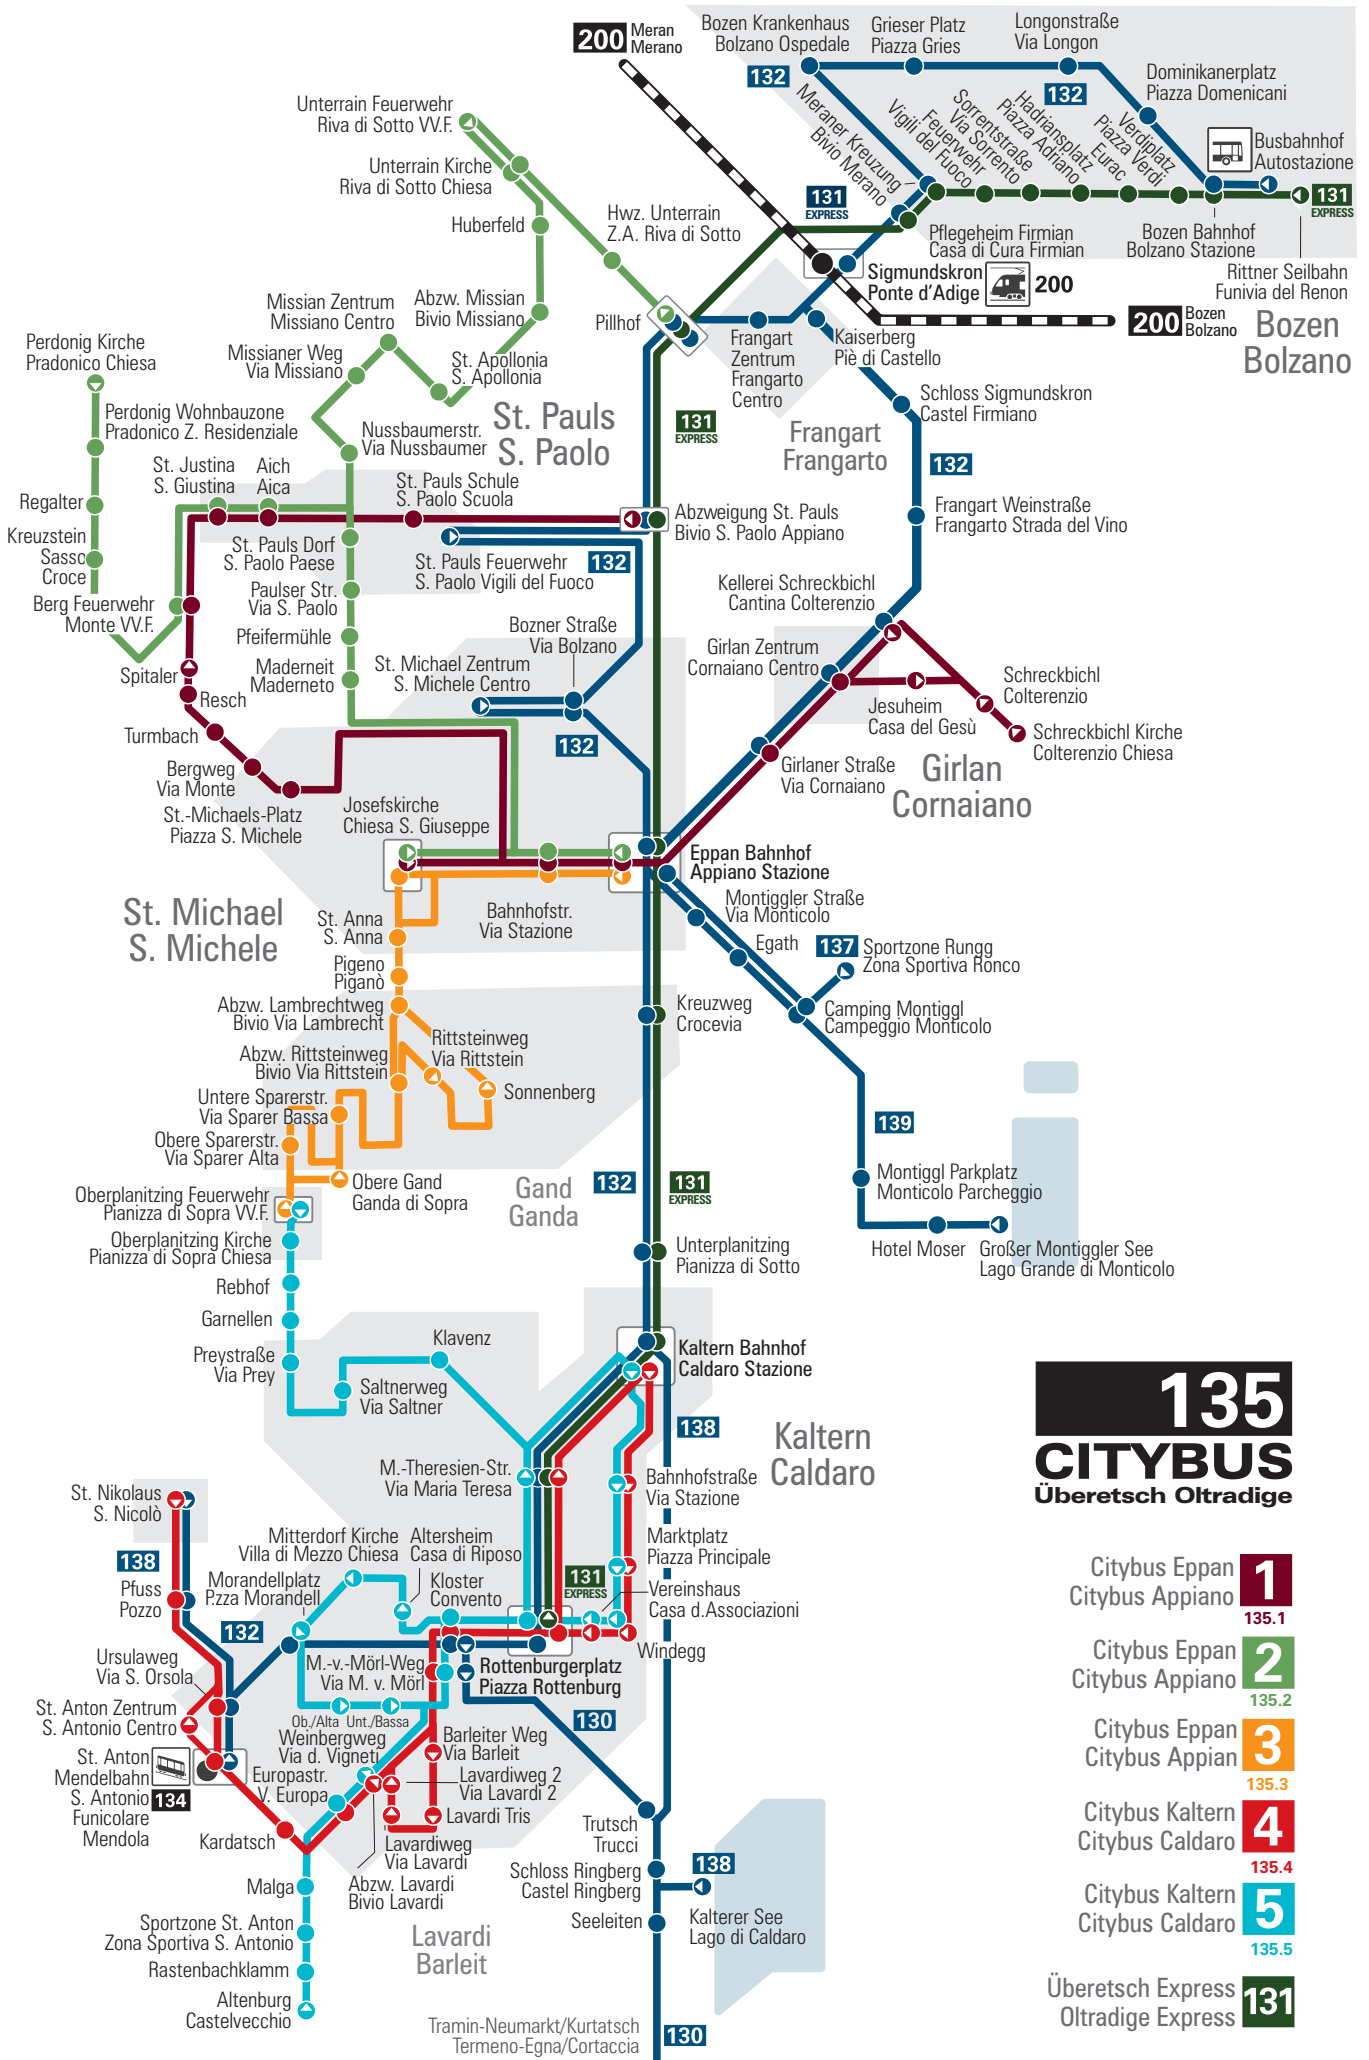 200 Meran
Merano
Bozen Krankenhaus
Bolzano Ospedale
Grieser Platz
Piazza Gries
Longonstraße
Via Longon
132
132
Dominikanerplatz
Piazza Domenicani
Meraner Kreuzung
Bivio Merano
Feuerwehr
Vigili del Fuoco
Sorrentstraße
Via Sorrento
Hadriansplatz
Piazza Adriano
Eurac
Verdiplatz
Piazza Verdi
Busbahnhof
Autostazione
131
EXPRESS
131
EXPRESS
Pflegeheim Firmian
Casa di Cura Firmian
Bozen Bahnhof
Bolzano Stazione
Rittner Seilbahn
Funivia del Renon
Sigmundskron
Ponte d'Adige
200
200 Bozen
Bolzano
Bozen
Bolzano
Unterrain Feuerwehr
Riva di Sotto VV.F.
Unterrain Kirche
Riva di Sotto Chiesa
Huberfeld
Hwz. Unterrain
Z.A. Riva di Sotto
Missian Zentrum
Missiano Centro
Abzw. Missian
Bivio Missiano
Pillhof
Frangart
Zentrum
Frangarto
Centro
Kaiserberg
Piè di Castello
Perdonig Kirche
Pradonico Chiesa
Missianer Weg
Via Missiano
St. Apollonia
S. Apollonia
Schloss Sigmundskron
Castel Firmiano
Perdonig Wohnbauzone
Pradonico Z. Residenziale
Nussbaumerstr.
Via Nussbaumer
St. Pauls
S. Paolo
131
EXPRESS
Frangart
Frangarto
132
St. Justina
S. Giustina
Aich
Aica
St. Pauls Schule
S. Paolo Scuola
Regalter
Abzweigung St. Pauls
Bivio S. Paolo Appiano
Frangart Weinstraße
Frangarto Strada del Vino
Kreuzstein
Sasso
Croce
St. Pauls Dorf
S. Paolo Paese
St. Pauls Feuerwehr
S. Paolo Vigili del Fuoco
132
Paulser Str.
Via S. Paolo
Kellerei Schreckbichl
Cantina Colterenzio
Berg Feuerwehr
Monte VV.F.
Pfeifermühle
Bozner Straße
Via Bolzano
Girlan Zentrum
Cornaiano Centro
Spitaler
Maderneit
Maderneto
St. Michael Zentrum
S. Michele Centro
Schreckbichl
Colterenzio
Resch
Jesuheim
Casa del Gesù
Schreckbichl Kirche
Colterenzio Chiesa
Turmbach
132
Bergweg
Via Monte
Girlaner Straße
Via Cornaiano
Girlan
Cornaiano
St.-Michaels-Platz
Piazza S. Michele
Josefskirche
Chiesa S. Giuseppe
Eppan Bahnhof
Appiano Stazione
St. Michael
S. Michele
St. Anna
S. Anna
Bahnhofstr.
Via Stazione
Montiggler Straße
Via Monticolo
Egath
137
Sportzone Rungg
Zona Sportiva Ronco
Pigeno
Piganò
Abzw. Lambrechtweg
Bivio Via Lambrecht
Kreuzweg
Crocevia
Camping Montiggl
Campeggio Monticolo
Abzw. Rittsteinweg
Bivio Via Rittstein
Rittsteinweg
Via Rittstein
Sonnenberg
Untere Sparerstr.
Via Sparer Bassa
139
Obere Sparerstr.
Via Sparer Alta
Obere Gand
Ganda di Sopra
Gand
Ganda
132
131
EXPRESS
Montiggl Parkplatz
Monticolo Parcheggio
Oberplanitzing Feuerwehr
Pianizza di Sopra VV.F.
Oberplanitzing Kirche
Pianizza di Sopra Chiesa
Unterplanitzing
Pianizza di Sotto
Hotel Moser
Großer Montiggler See
Lago Grande di Monticolo
Rebhof
Garnellen
Preystraße
Via Prey
Klavenz
Saltnerweg
Via Saltner
Kaltern Bahnhof
Caldaro Stazione
138
Kaltern
Caldaro
135
CITYBUS
Überetsch Oltradige
M.-Theresien-Str.
Via Maria Teresa
Bahnhofstraße
Via Stazione
St. Nikolaus
S. Nicolò
138
Mitterdorf Kirche
Villa di Mezzo Chiesa
Altersheim
Casa di Riposo
Marktplatz
Piazza Principale
Pfuss
Pozzo
Morandellplatz
P.zza Morandell
Kloster
Convento
131
EXPRESS
Vereinshaus
Casa d.Associazioni
132
Windegg
Ursulaweg
Via S. Orsola
M.-v.-Mörl-Weg
Via M. v. Mörl
Rottenburgerplatz
Piazza Rottenburg
St. Anton Zentrum
S. Antonio Centro
Ob./Alta Unt./Bassa
Weinbergweg
Via d. Vigneti
130
Barleiter Weg
Via Barleit
St. Anton
Mendelbahn
S. Antonio
Funicolare
Mendola
134
Europastr.
V. Europa
Lavardiweg 2
Via Lavardi 2
Lavardi Tris
Kardatsch
Lavardiweg
Via Lavardi
Abzw. Lavardi
Bivio Lavardi
Trutsch
Trucci
Malga
Schloss Ringberg
Castel Ringberg
138
Sportzone St. Anton
Zona Sportiva S. Antonio
Seeleiten
Kalterer See
Lago di Caldaro
Rastenbachklamm
Lavardi
Barleit
Altenburg
Castelvecchio
Tramin-Neumarkt/Kurtatsch
Termeno-Egna/Cortaccia
130
Citybus Eppan
Citybus Appiano
1
135.1
Citybus Eppan
Citybus Appiano
2
135.2
Citybus Eppan
Citybus Appian
3
135.3
Citybus Kaltern
Citybus Caldaro
4
135.4
Citybus Kaltern
Citybus Caldaro
5
135.5
Überetsch Express
Oltradige Express
131